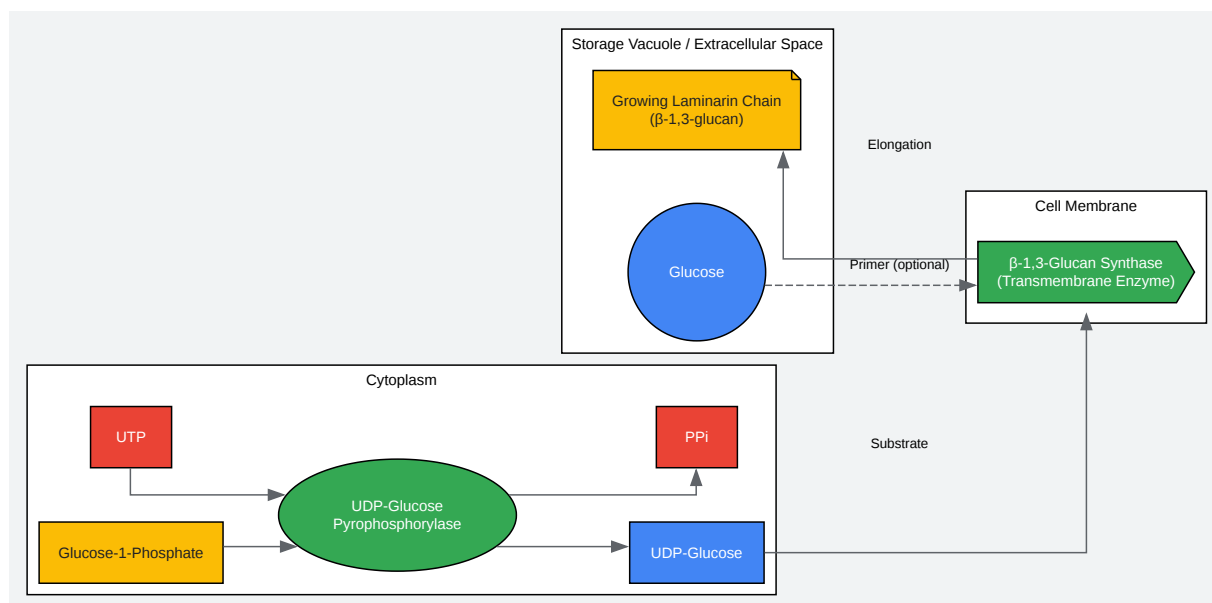 Storage Vacuole / Extracellular Space
Growing Laminarin Chain
(β-1,3-glucan)
Elongation
Cell Membrane
Glucose
Primer (optional)
β-1,3-Glucan Synthase
(Transmembrane Enzyme)
Cytoplasm
UTP
PPi
Substrate
UDP-Glucose
Pyrophosphorylase
Glucose-1-Phosphate
UDP-Glucose